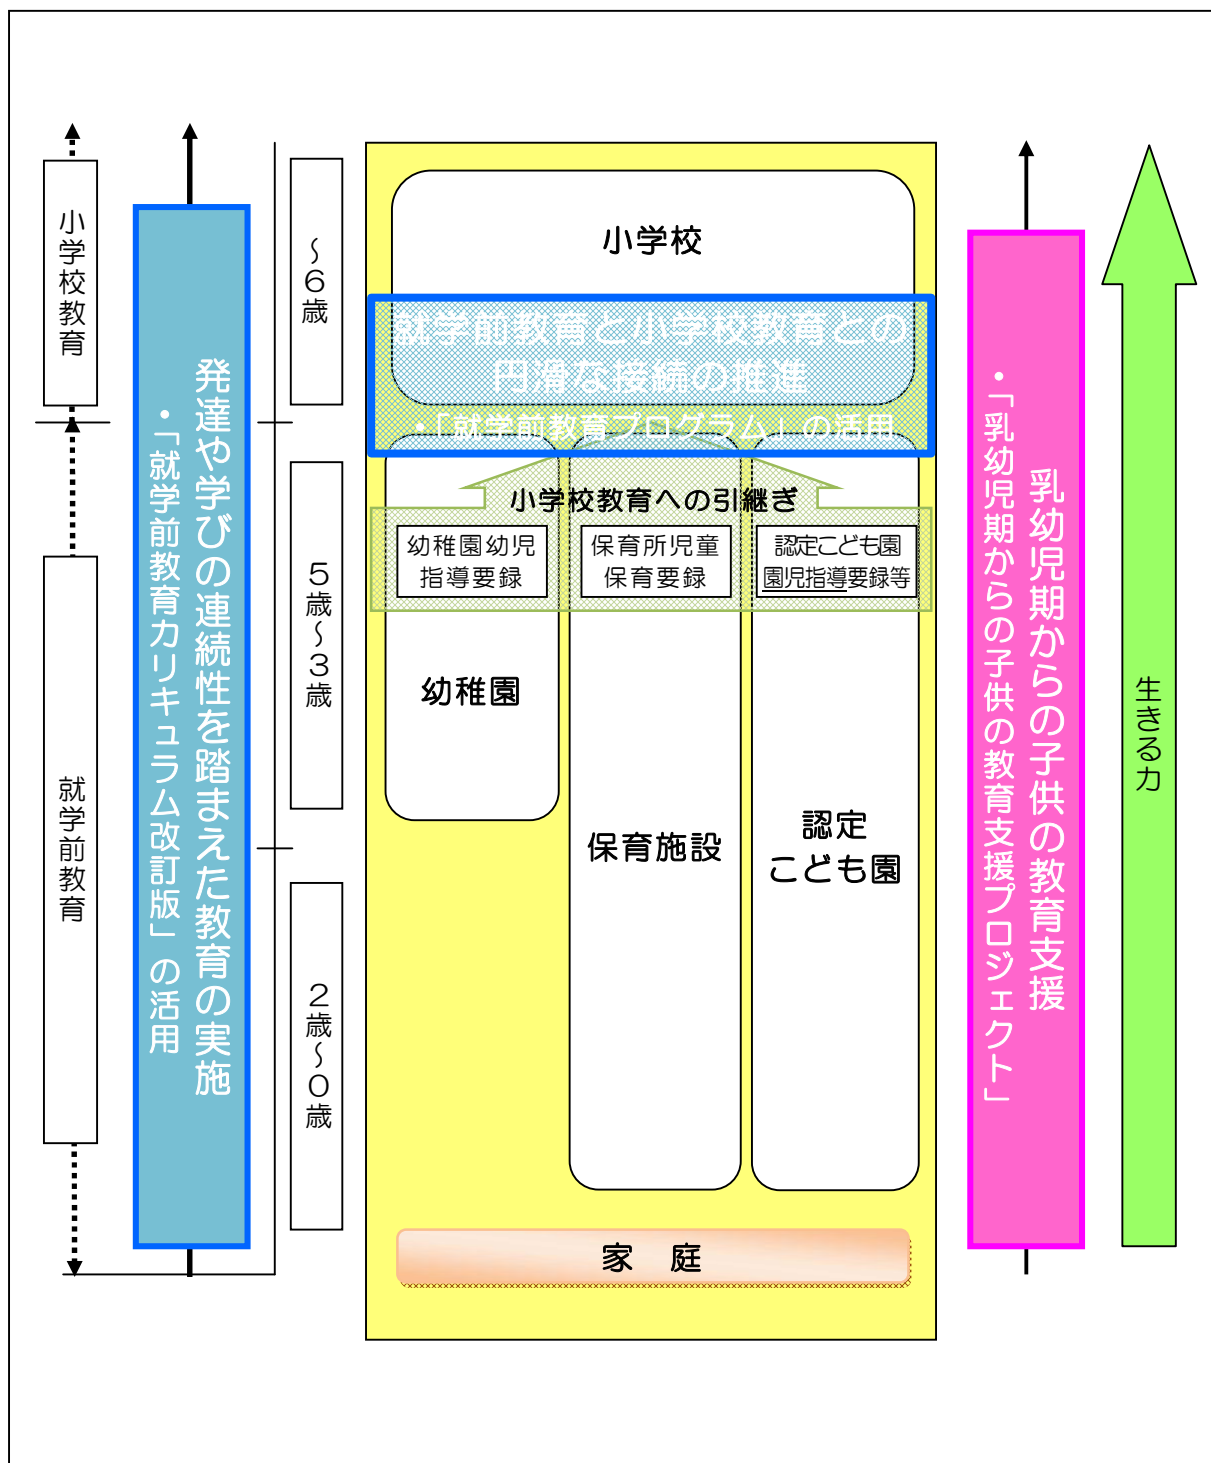 小学校教育
就学前教育
発達や学びの連続性を踏まえた教育の実施
・「就学前教育カリキュラム改訂版」の活用
～６歳
５歳～３歳
２歳～０歳
小学校
就学前教育と小学校教育との
円滑な接続の推進
・「就学前教育プログラム」の活用
小学校教育への引継ぎ
幼稚園幼児
指導要録
保育所児童
保育要録
認定こども園
園児指導要録等
幼稚園
保育施設
認定
こども園
家　庭
乳幼児期からの子供の教育支援
・「乳幼児期からの子供の教育支援プロジェクト」
生きる力